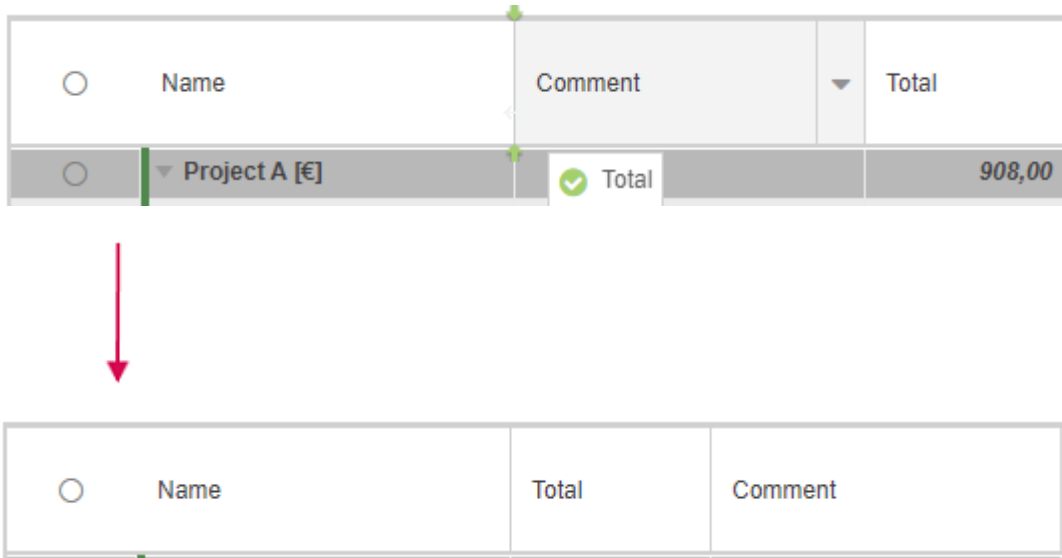 Name Comment Total
Project A [€] 908,00
Total
Name Total Comment